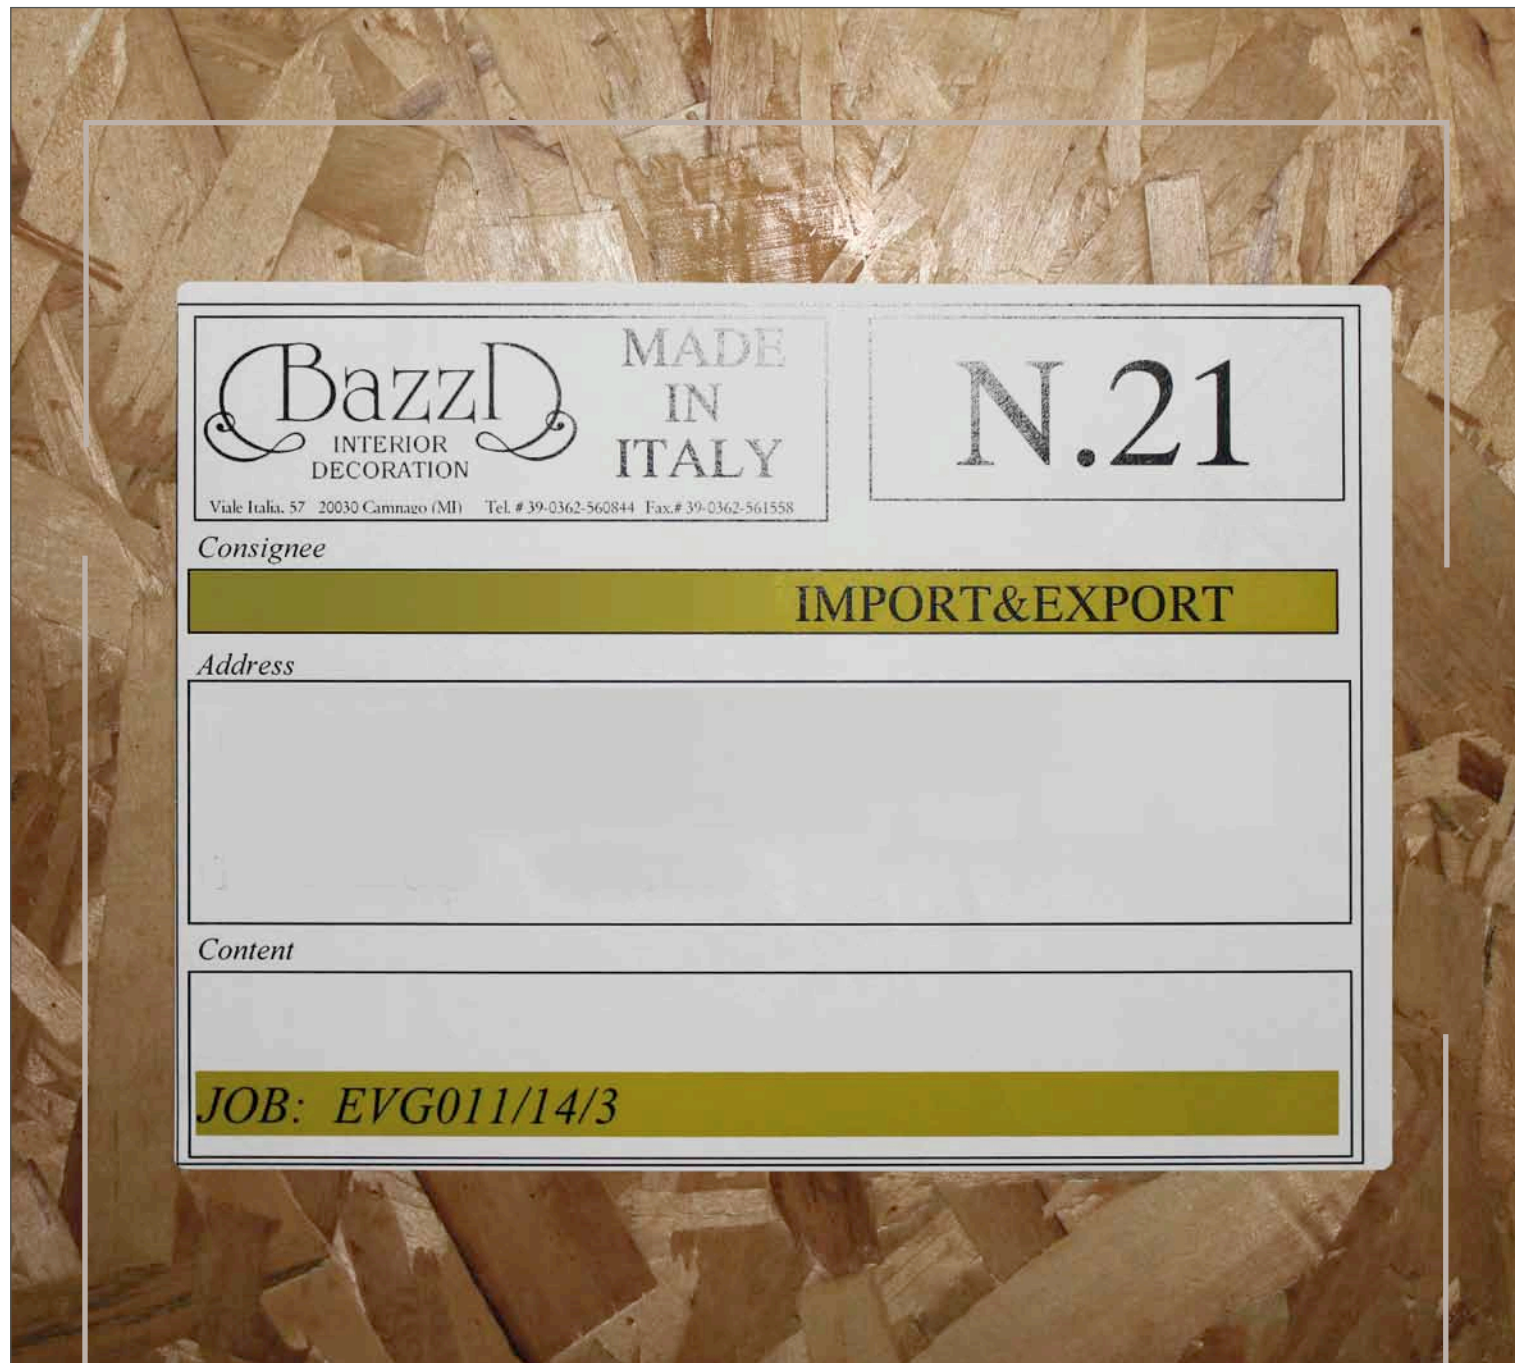 BazzI
INTERIOR
DECORATION
MADE
IN
ITALY
Viale Italia, 57 20030 Camnago (MI) Tel. # 39-0362-560844 Fax.# 39-0362-561558
N.21
Consignee
IMPORT&EXPORT
Address
Content
JOB: EVG011/14/3